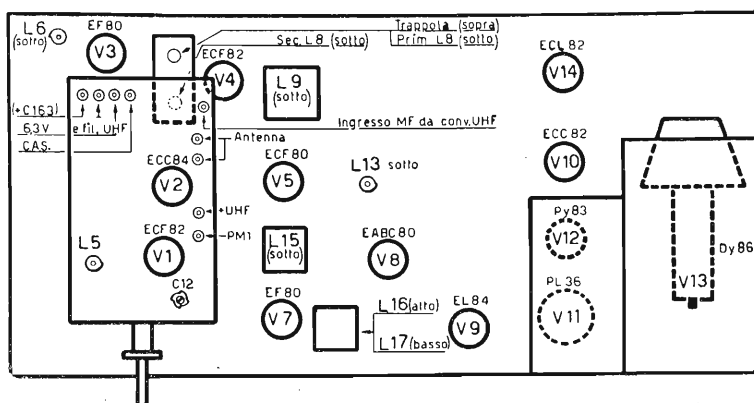 L6
(sotto)
EF80
V3
Trappola (sopra)
Sec. L8 (sotto)
Prim L8 (sotto)
ECF82
V4
L9
(sotto)
ECL 82
V14
(+C163)
6,3V e fil. UHF
C.A.S.
Ingresso MF da conv. UHF
Antenna
ECC84
V2
ECF80
V5
L13 sotto
ECC 82
V10
+UHF
PM1
L5
ECF82
V1
C12
L15
(sotto)
EABC80
V8
Py83
V12
Dy86
V13
PL36
V11
EF80
V7
L16(alto)
L17(basso)
EL84
V9